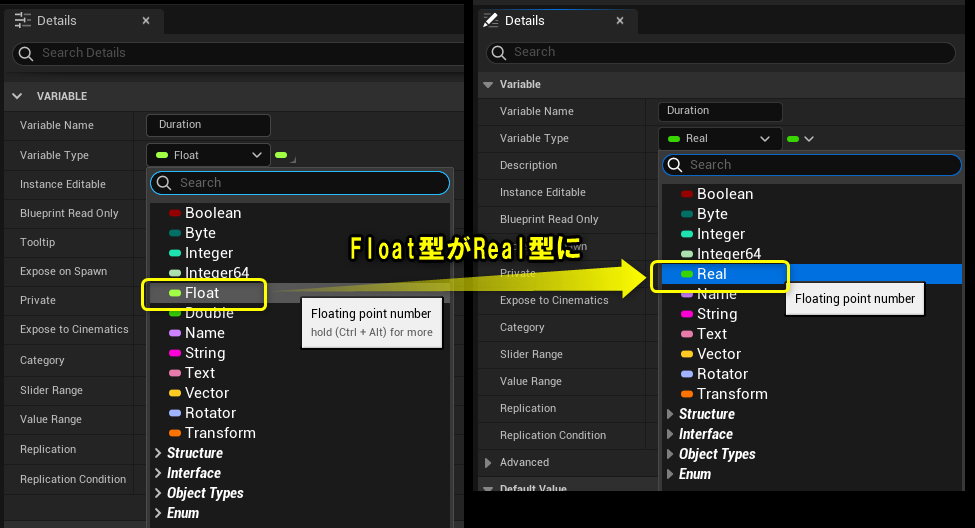 Details
Search Details
VARIABLE
Variable Name
Duration
Variable Type
Float
Instance Editable
Search
Blueprint Read Only
Boolean
Byte
Tooltip
Integer
Expose on Spawn
Integer64
Private
Float
Floating point number
hold (Ctrl + Alt) for more
Double
Expose to Cinematics
Name
String
Category
Text
Slider Range
Vector
Value Range
Rotator
Transform
Replication
Structure
Interface
Replication Condition
Object Types
Enum
Float型がReal型に
Details
Search
Variable
Variable Name
Duration
Variable Type
Real
Description
Search
Instance Editable
Boolean
Byte
Blueprint Read Only
Integer
Integer64
Private
Real
Floating point number
Expose to Cinematics
Name
String
Category
Text
Slider Range
Vector
Value Range
Rotator
Transform
Replication
Structure
Replication Condition
Interface
Object Types
Advanced
Enum
Default Value